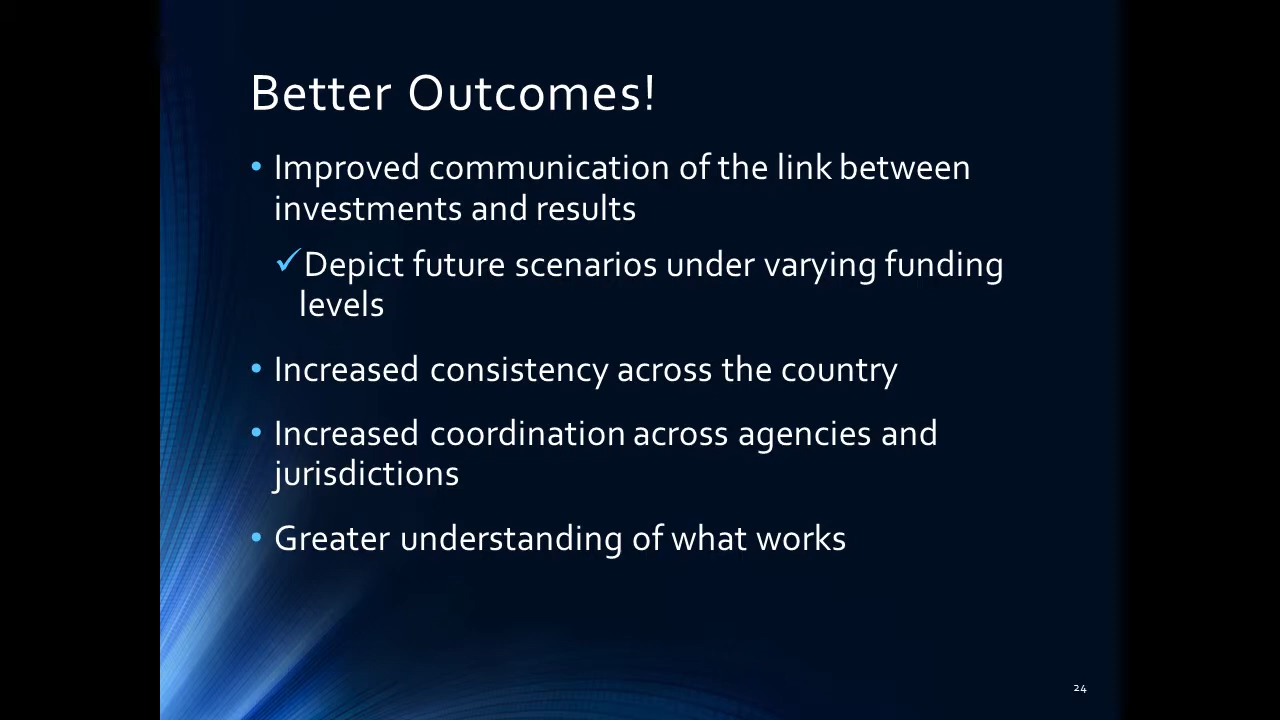 Better Outcomes!
• Improved communication of the link between
investments and results
✓Depict future scenarios under varying funding
levels
• Increased consistency across the country
• Increased coordination across agencies and
jurisdictions
• Greater understanding of what works
24